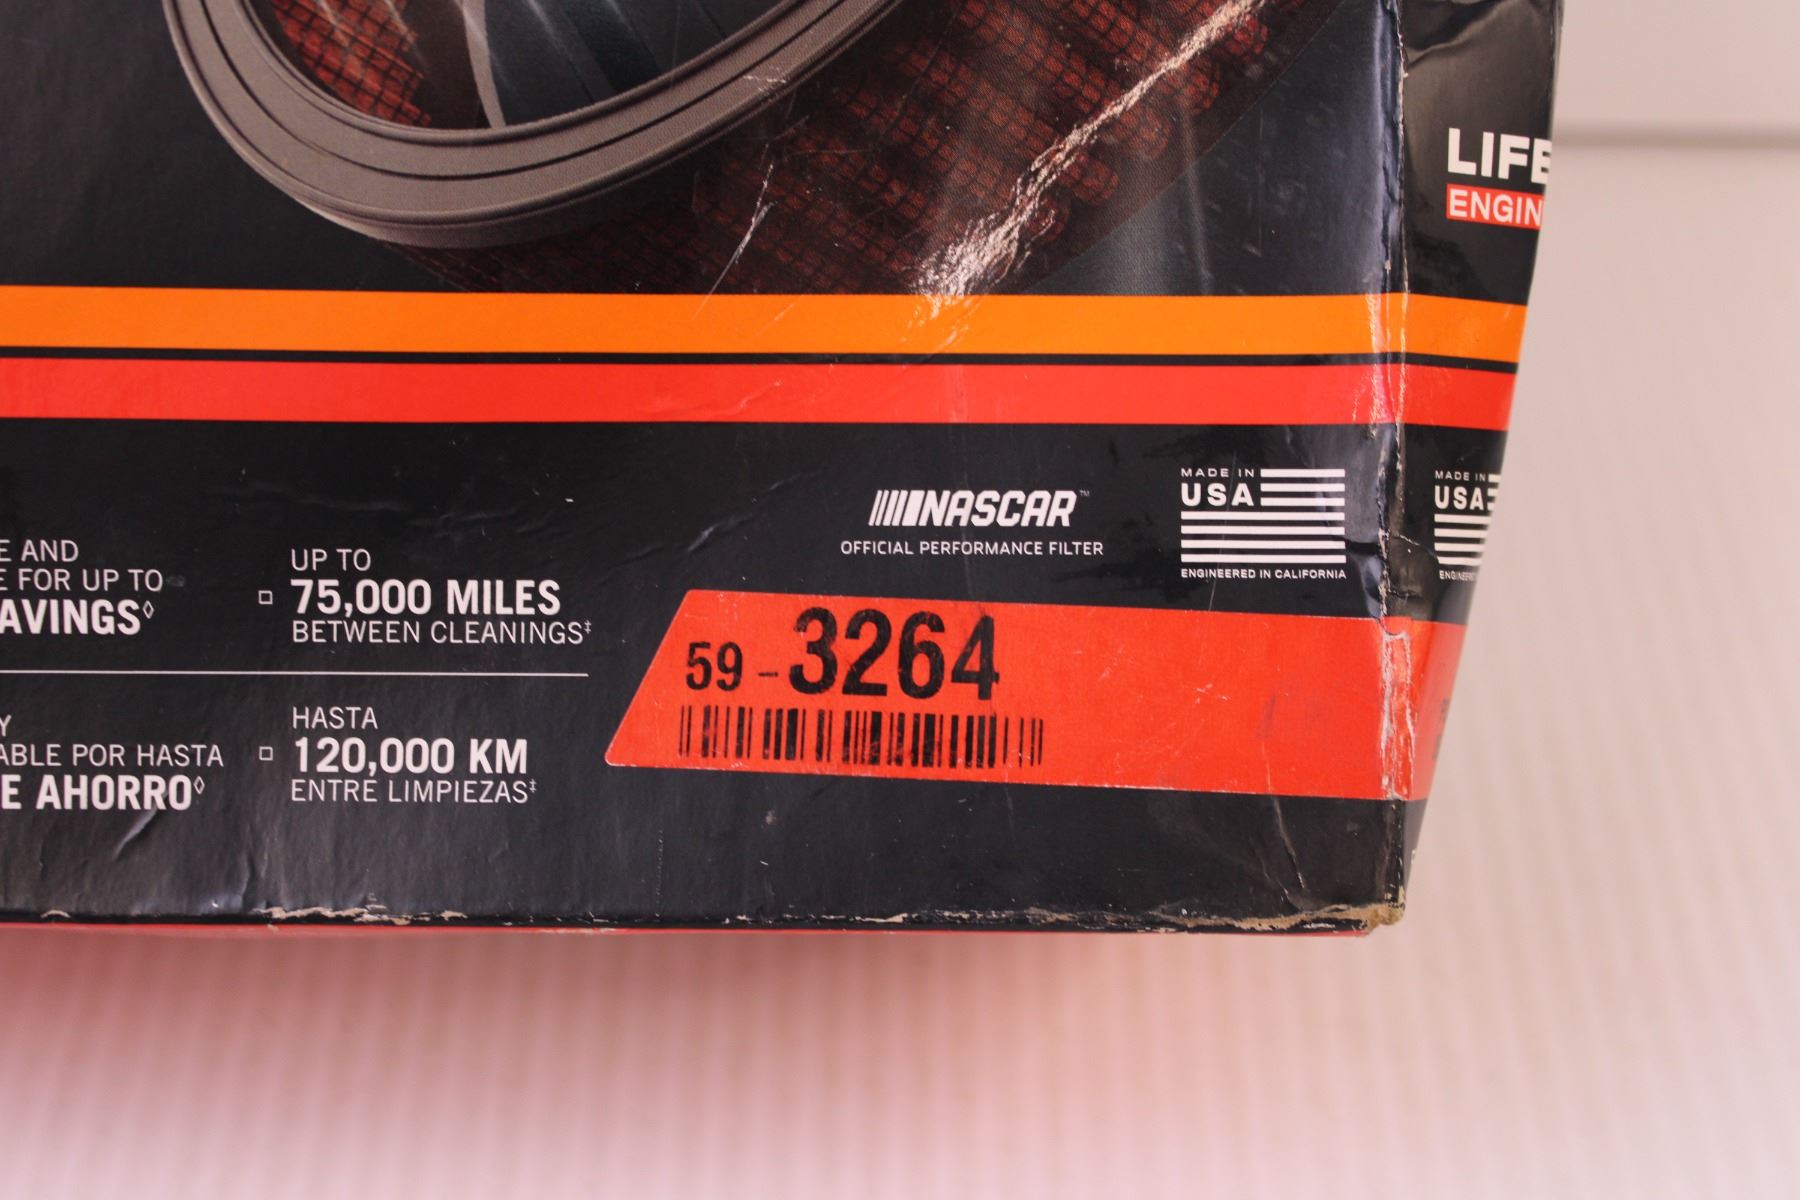 LIFE
ENGIN
NASCAR™
OFFICIAL PERFORMANCE FILTER
MADE IN
USA
ENGINEERED IN CALIFORNIA
MADE IN
USA
E AND
E FOR UP TO
AVINGS◊
UP TO
75,000 MILES
BETWEEN CLEANINGS‡
59-3264
Y
ABLE POR HASTA
E AHORRO◊
HASTA
120,000 KM
ENTRE LIMPIEZAS‡